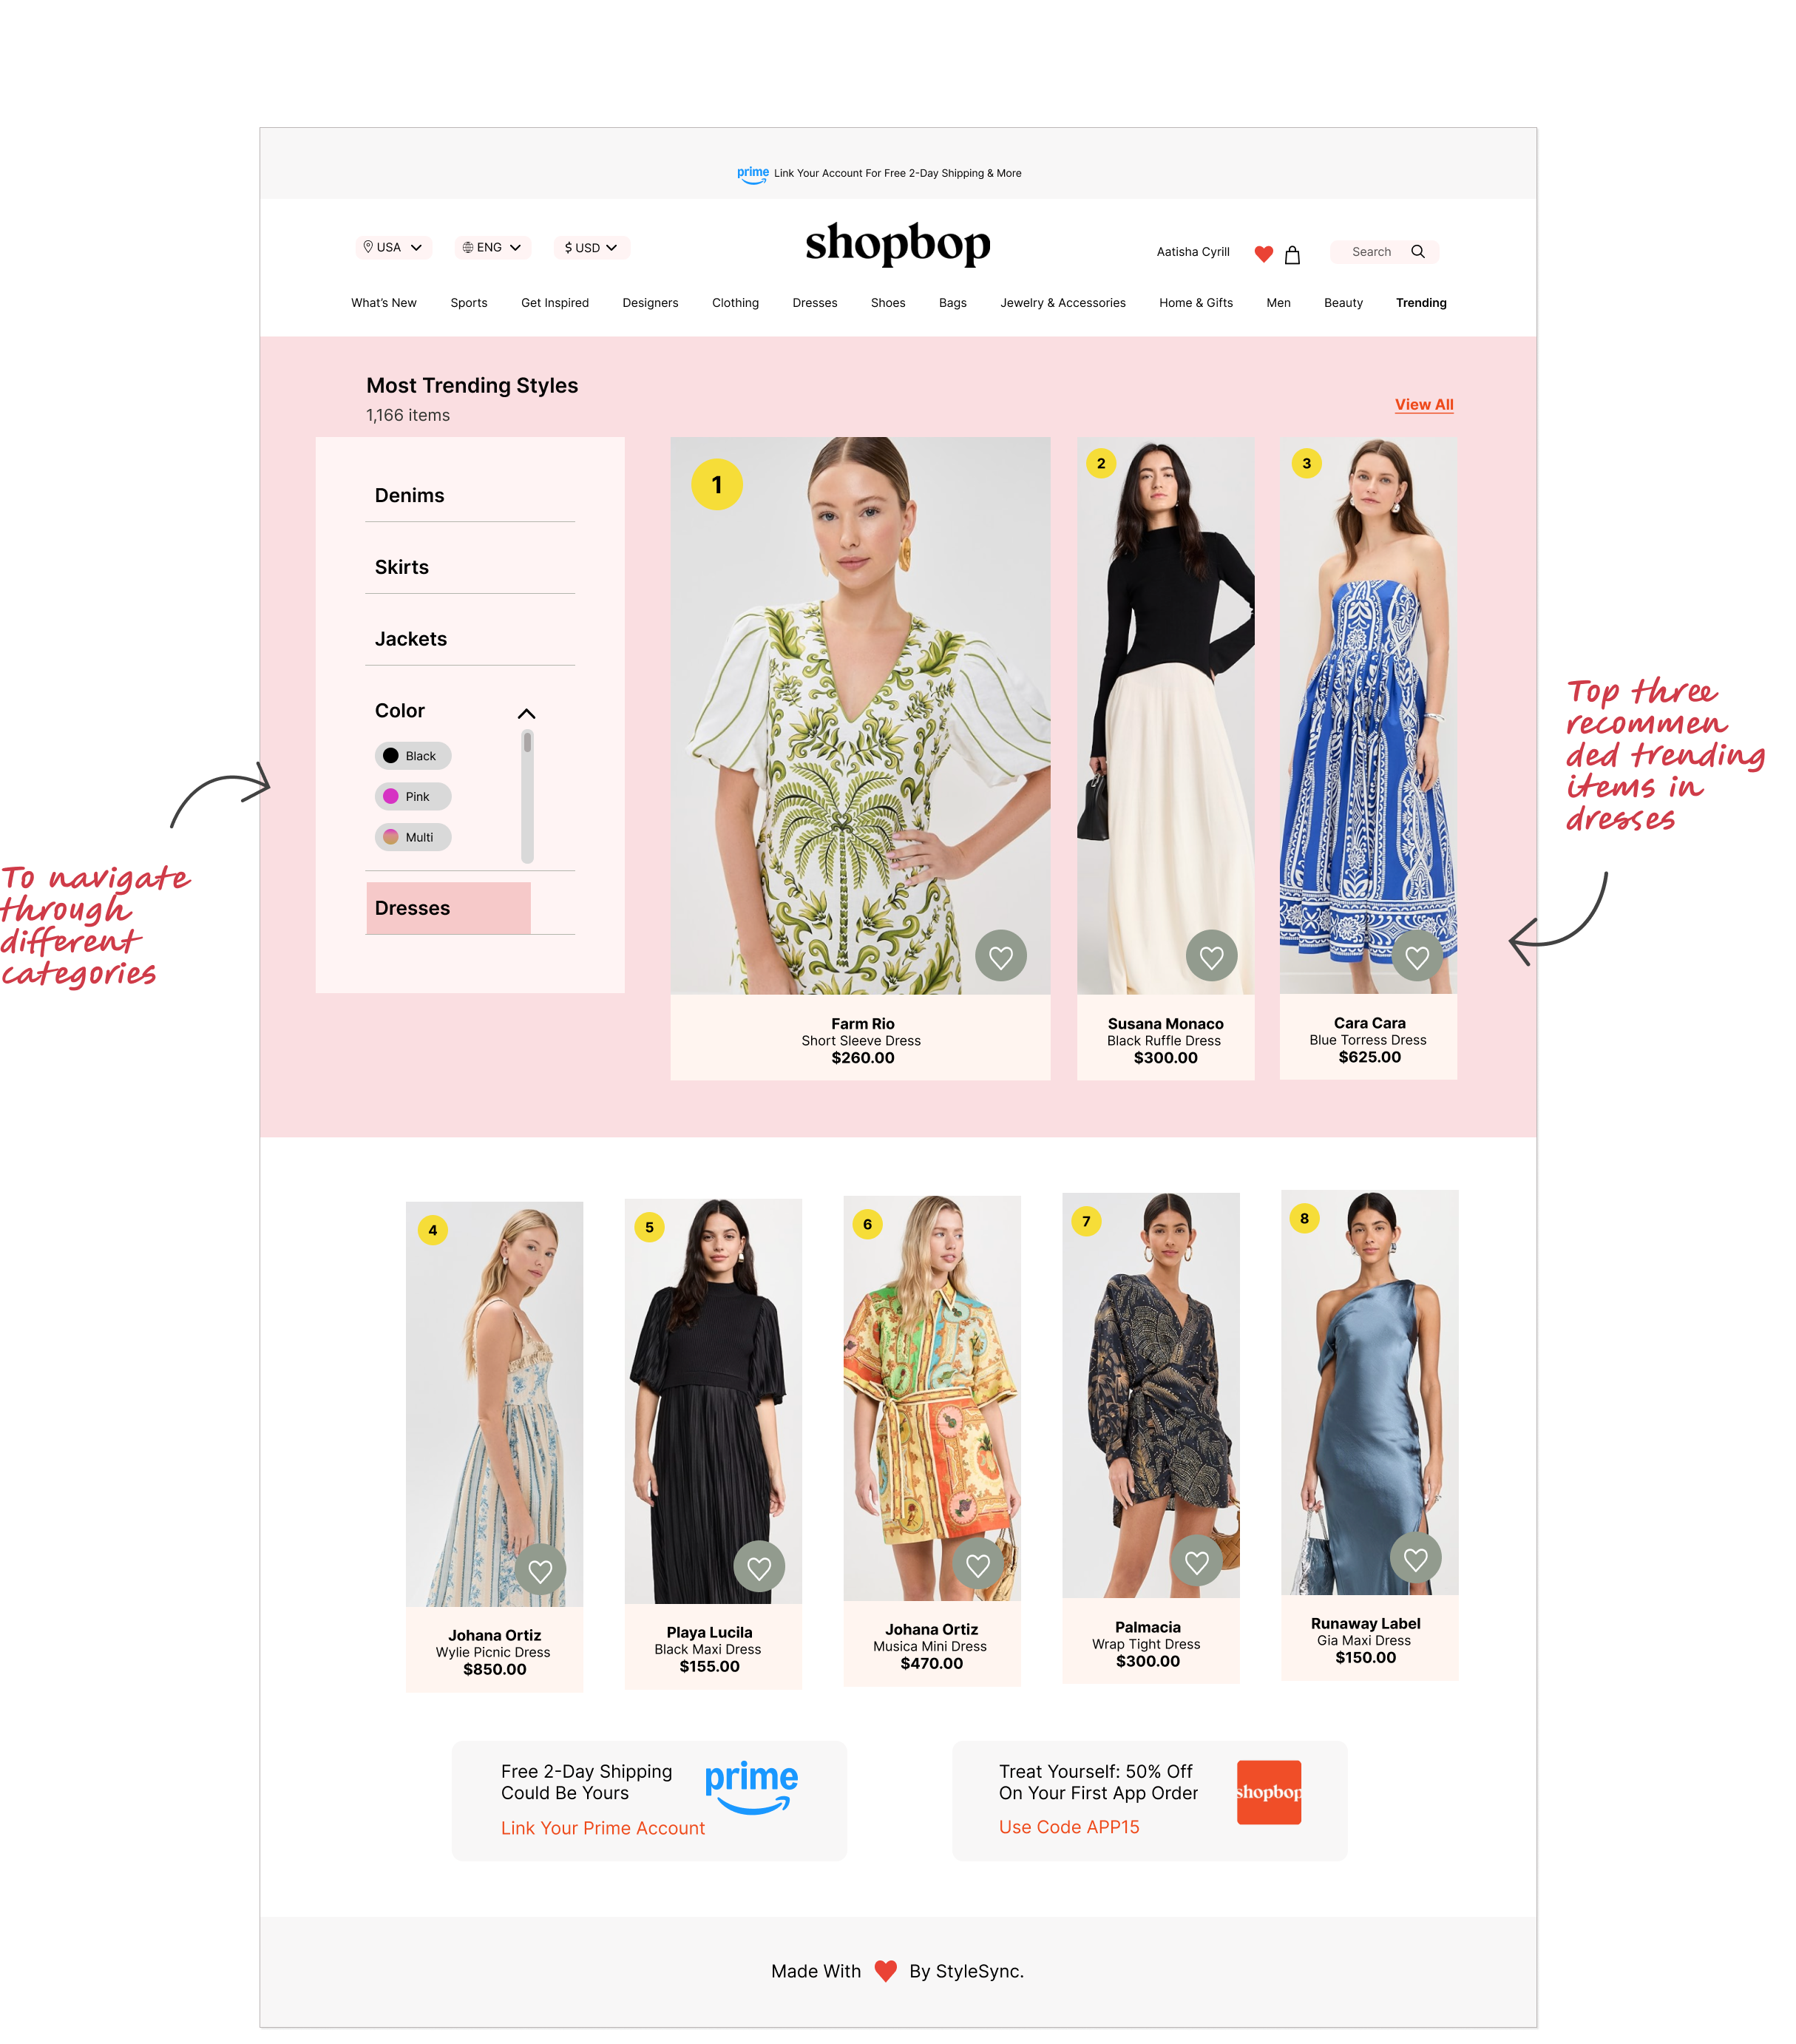 prime Link Your Account For Free 2-Day Shipping & More
USA ENG $ USD
shopbop
Aatisha Cyrill
Search
What's New Sports Get Inspired Designers Clothing Dresses Shoes Bags Jewelry & Accessories Home & Gifts Men Beauty Trending
Most Trending Styles
1,166 items
View All
Denims
Skirts
Jackets
Color
Black
Pink
Multi
Dresses
1
Farm Rio
Short Sleeve Dress
$260.00
2
Susana Monaco
Black Ruffle Dress
$300.00
3
Cara Cara
Blue Torress Dress
$625.00
To navigate
through
different
categories
Top three
recommen
ded trending
items in
dresses
4
Johana Ortiz
Wylie Picnic Dress
$850.00
5
Playa Lucila
Black Maxi Dress
$155.00
6
Johana Ortiz
Musica Mini Dress
$470.00
7
Palmacia
Wrap Tight Dress
$300.00
8
Runaway Label
Gia Maxi Dress
$150.00
Free 2-Day Shipping
Could Be Yours
Link Your Prime Account
prime
Treat Yourself: 50% Off
On Your First App Order
Use Code APP15
shopbop
Made With By StyleSync.